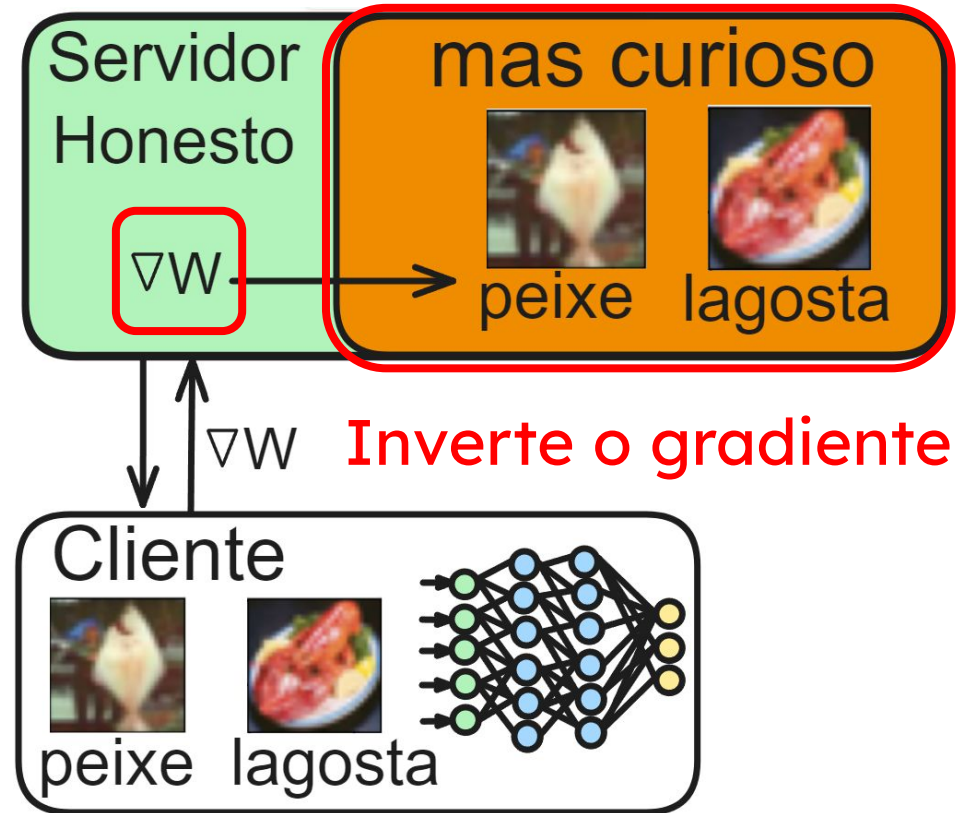 Servidor
Honesto
∇W
mas curioso
peixe lagosta
∇W
Inverte o gradiente
Cliente
peixe lagosta